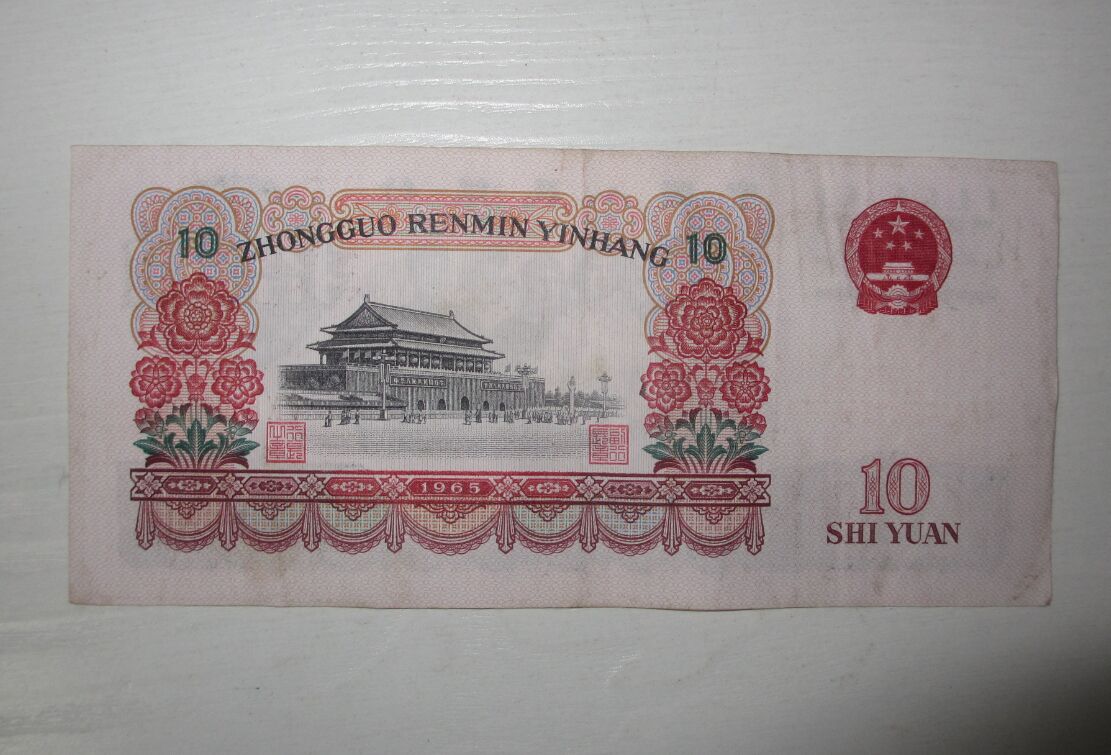 10 ZHONGGUO RENMIN YINHANG 10
1965
10
SHI YUAN